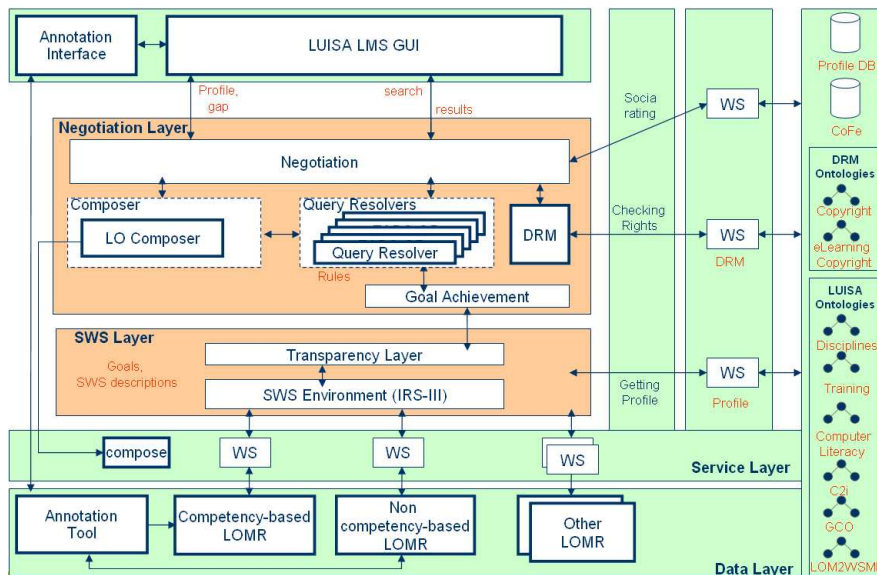 Annotation
Interface
LUISA LMS GUI
Profile,
gap
search
results
Negotiation Layer
Negotiation
Composer
LO Composer
Query Resolvers
Query Resolver
Rules
DRM
Goal Achievement
SWS Layer
Goals,
SWS descriptions
Transparency Layer
SWS Environment (IRS-III)
Socia
rating
Checking
Rights
Getting
Profile
WS
WS
DRM
WS
Profile
Profile DB
CoFe
DRM
Ontologies
Copyright
eLearning
Copyright
LUISA
Ontologies
Disciplines
Training
Computer
Literacy
C2i
GCO
LOM2WSML
compose
WS
WS
WS
Service Layer
Annotation
Tool
Competency-based
LOMR
Non
competency-based
LOMR
Other
LOMR
Data Layer